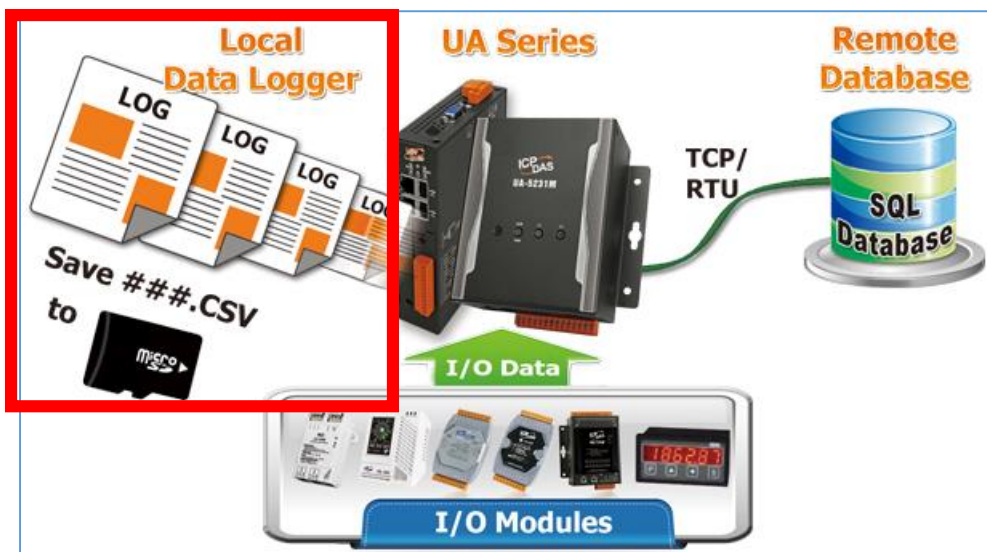 Local
Data Logger
LOG
LOG
LOG
LOG
Save ###.CSV
to
Micro
SD
UA Series
ICP DAS
UA-5231M
TCP/
RTU
Remote
Database
SQL
Database
I/O Data
186287
I/O Modules